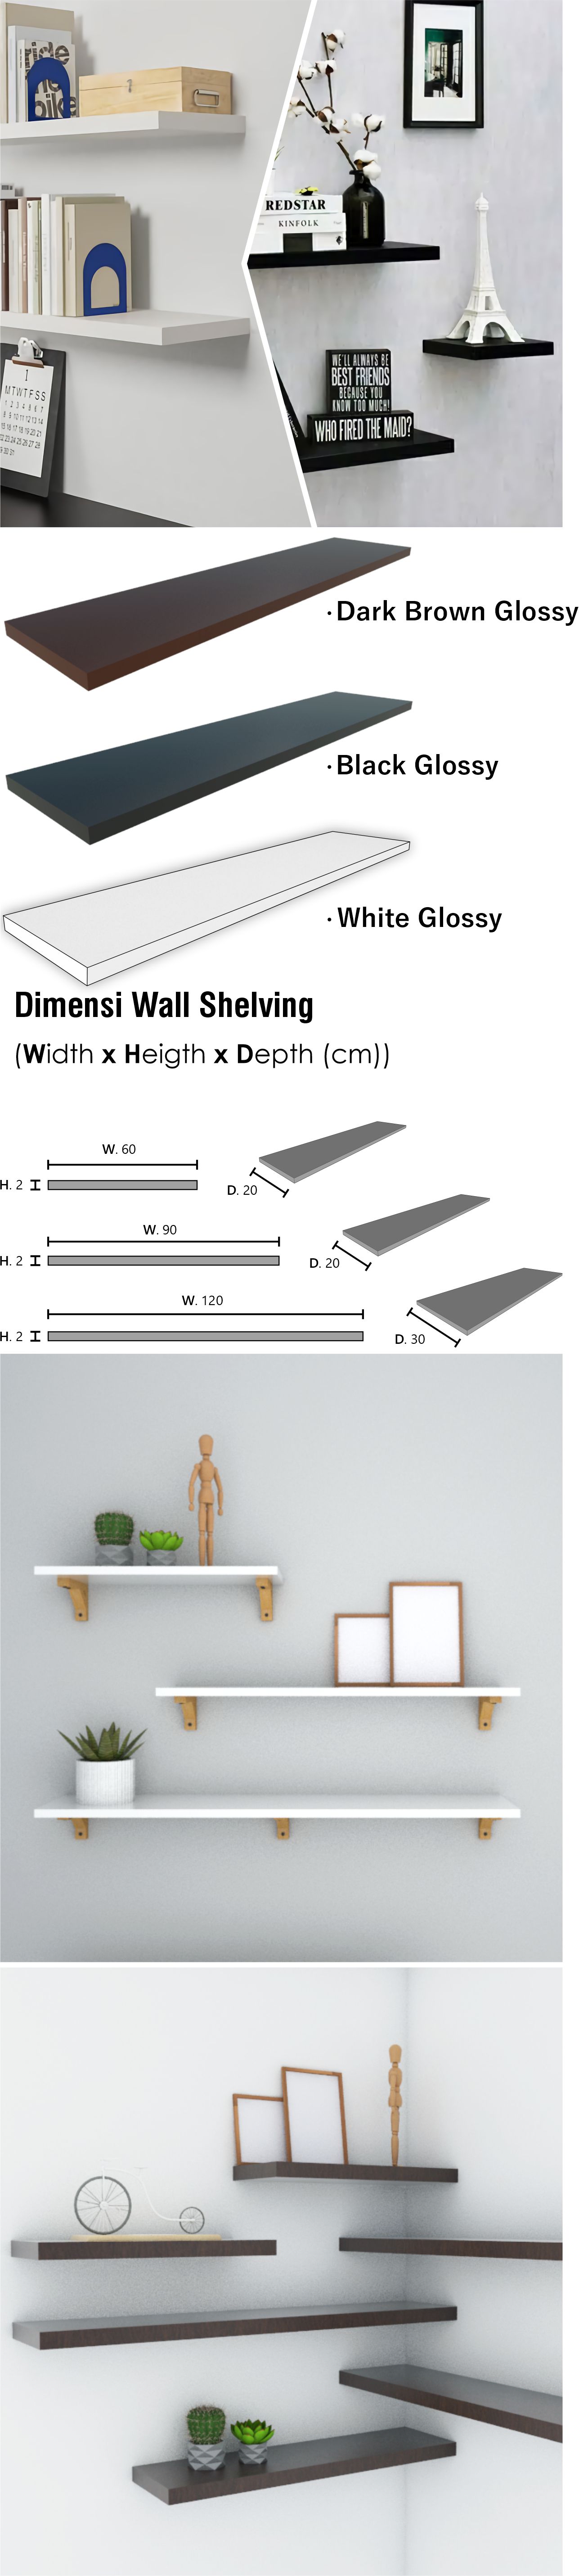 ride
bike
REDSTAR
KINFOLK
WE'LL ALWAYS BE
BEST FRIENDS
BECAUSE YOU
KNOW TOO MUCH!
WHO FIRED THE MAID?
1
M T W T F S S
· Dark Brown Glossy
· Black Glossy
· White Glossy
Dimensi Wall Shelving
(Width x Heigth x Depth (cm))
W. 60
H. 2
D. 20
W. 90
H. 2
D. 20
W. 120
H. 2
D. 30